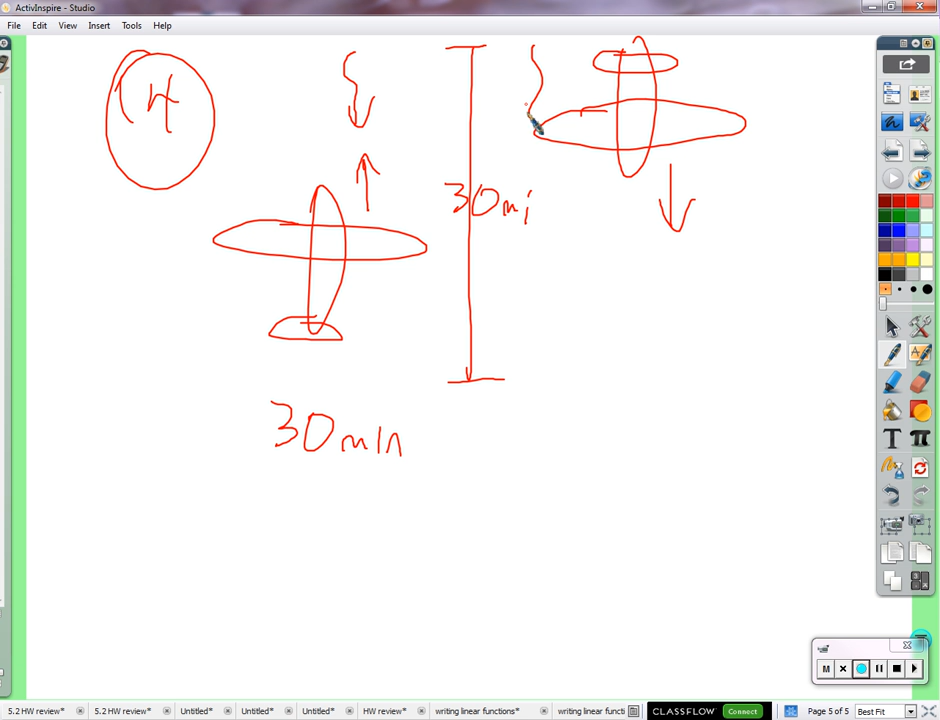 ActivInspire - Studio
File Edit View Insert Tools Help
14
30mi
30min
T π
M
5.2 HW review* 5.2 HW review* Untitled* Untitled* Untitled* HW review* writing linear functions* writing linear functi CLASSFLOW Connect Page 5 of 5 Best Fit